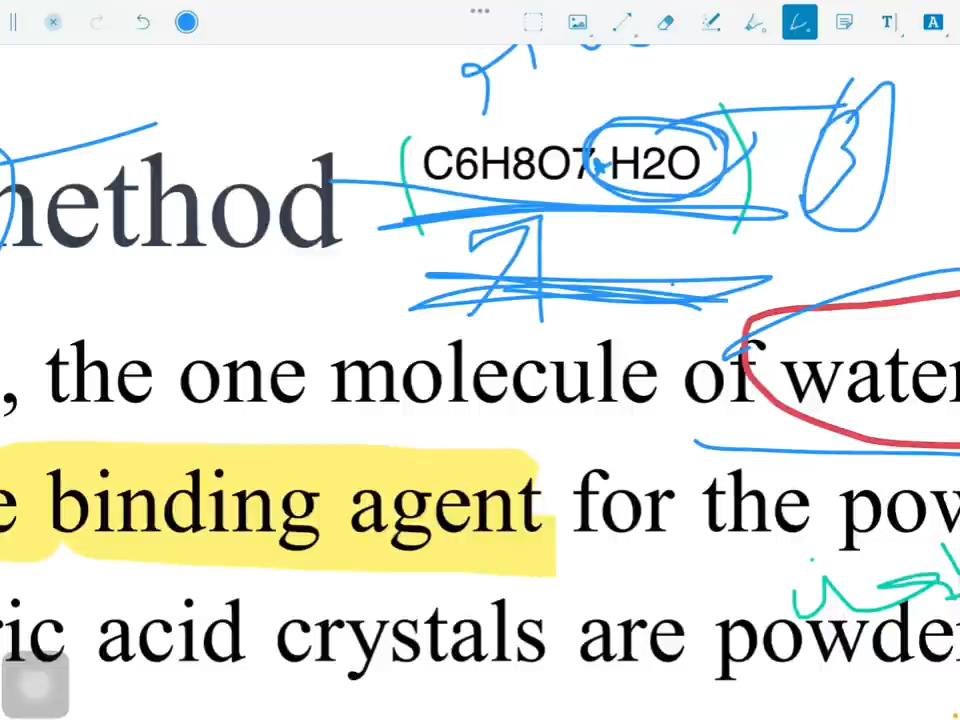 method C6H8O7·H2O
, the one molecule of water
e binding agent for the pow
ric acid crystals are powder